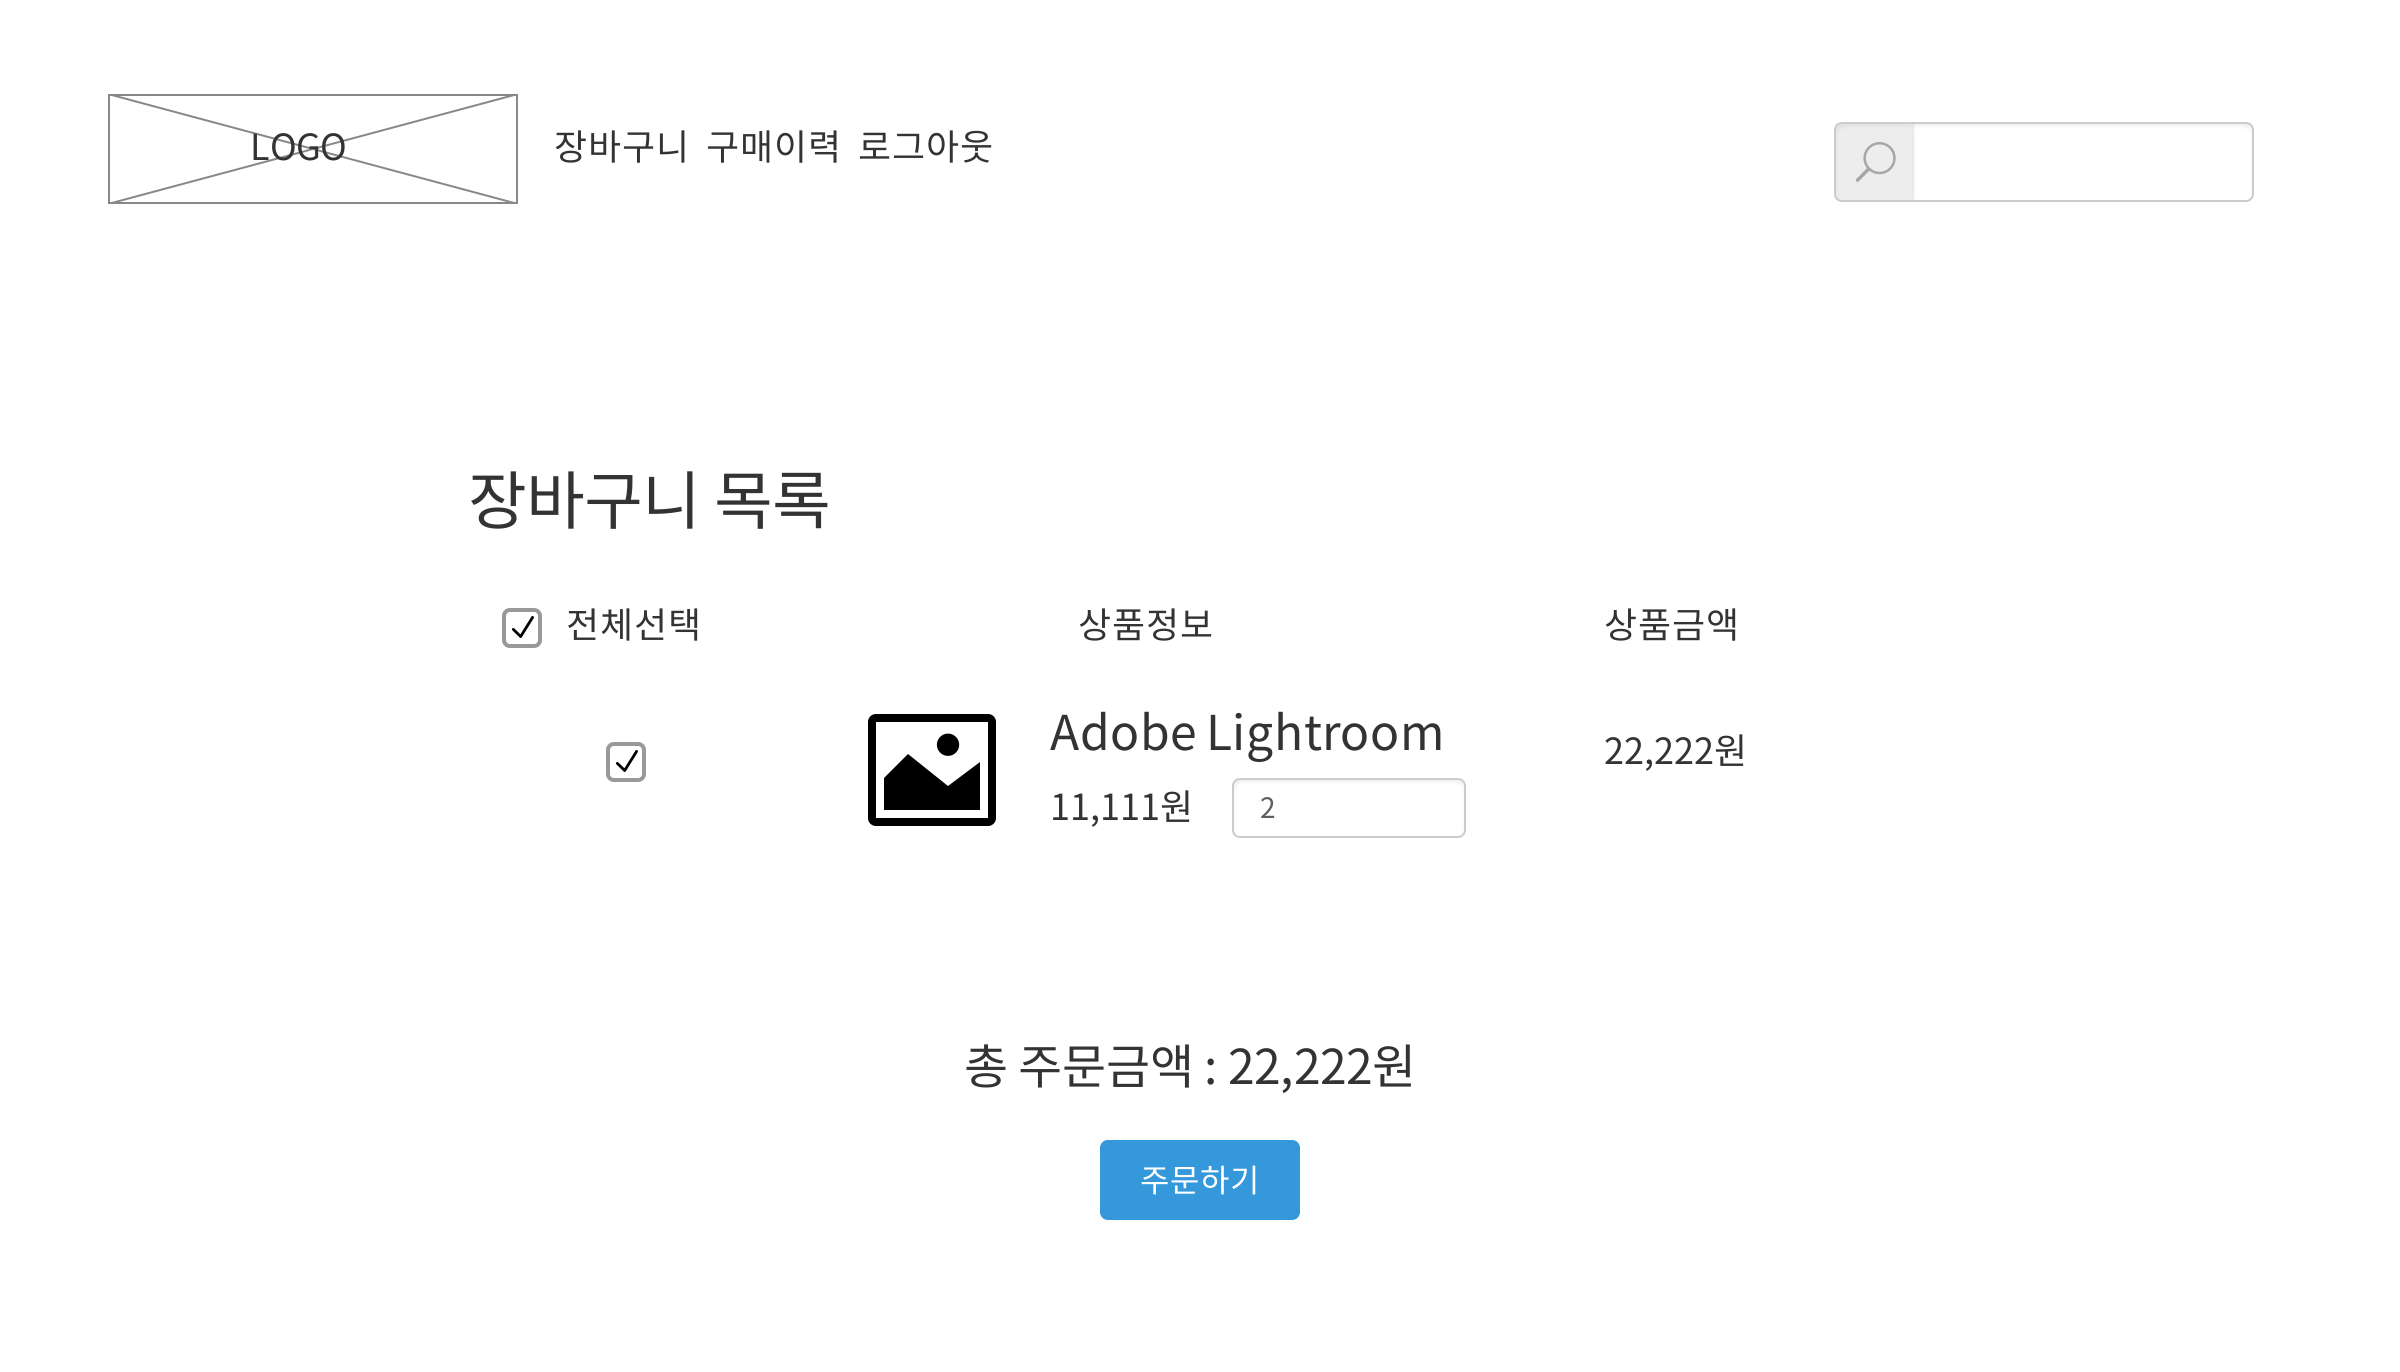 LOGO 장바구니 구매이력 로그아웃
장바구니 목록
전체선택 상품정보 상품금액
Adobe Lightroom
22,222원
11,111원 2
총 주문금액 : 22,222원
주문하기